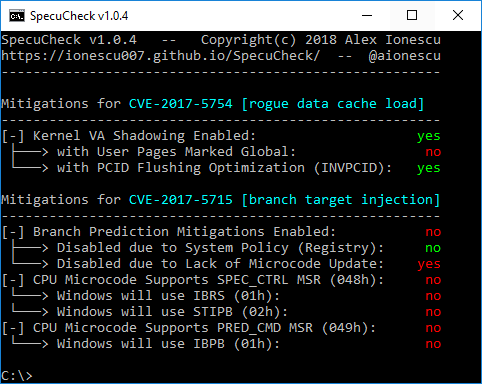 SpecuCheck v1.0.4
SpecuCheck v1.0.4 -- Copyright(c) 2018 Alex Ionescu
https://ionescu007.github.io/SpecuCheck/ -- @aionescu
-------------------------------------------------------
Mitigations for CVE-2017-5754 [rogue data cache load]
-------------------------------------------------------
[-] Kernel VA Shadowing Enabled: yes
├───> with User Pages Marked Global: no
└───> with PCID Flushing Optimization (INVPCID): yes
Mitigations for CVE-2017-5715 [branch target injection]
-------------------------------------------------------
[-] Branch Prediction Mitigations Enabled: no
├───> Disabled due to System Policy (Registry): no
└───> Disabled due to Lack of Microcode Update: yes
[-] CPU Microcode Supports SPEC_CTRL MSR (048h): no
├───> Windows will use IBRS (01h): no
└───> Windows will use STIPB (02h): no
[-] CPU Microcode Supports PRED_CMD MSR (049h): no
└───> Windows will use IBPB (01h): no
C:\>